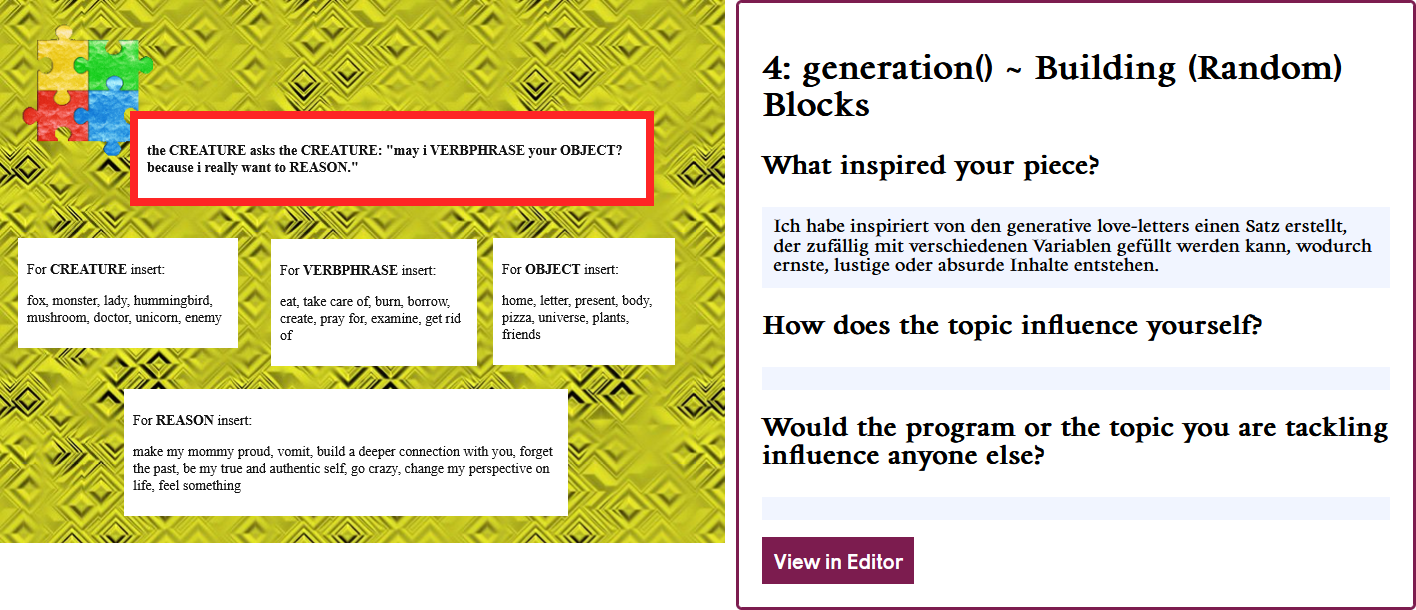 the CREATURE asks the CREATURE: "may i VERBPHRASE your OBJECT?
because i really want to REASON."
For CREATURE insert:
fox, monster, lady, hummingbird,
mushroom, doctor, unicorn, enemy
For VERBPHRASE insert:
eat, take care of, burn, borrow,
create, pray for, examine, get rid
of
For OBJECT insert:
home, letter, present, body,
pizza, universe, plants,
friends
For REASON insert:
make my mommy proud, vomit, build a deeper connection with you, forget
the past, be my true and authentic self, go crazy, change my perspective on
life, feel something
4: generation() ~ Building (Random)
Blocks
What inspired your piece?
Ich habe inspiriert von den generative love-letters einen Satz erstellt,
der zufällig mit verschiedenen Variablen gefüllt werden kann, wodurch
ernste, lustige oder absurde Inhalte entstehen.
How does the topic influence yourself?
Would the program or the topic you are tackling
influence anyone else?
View in Editor